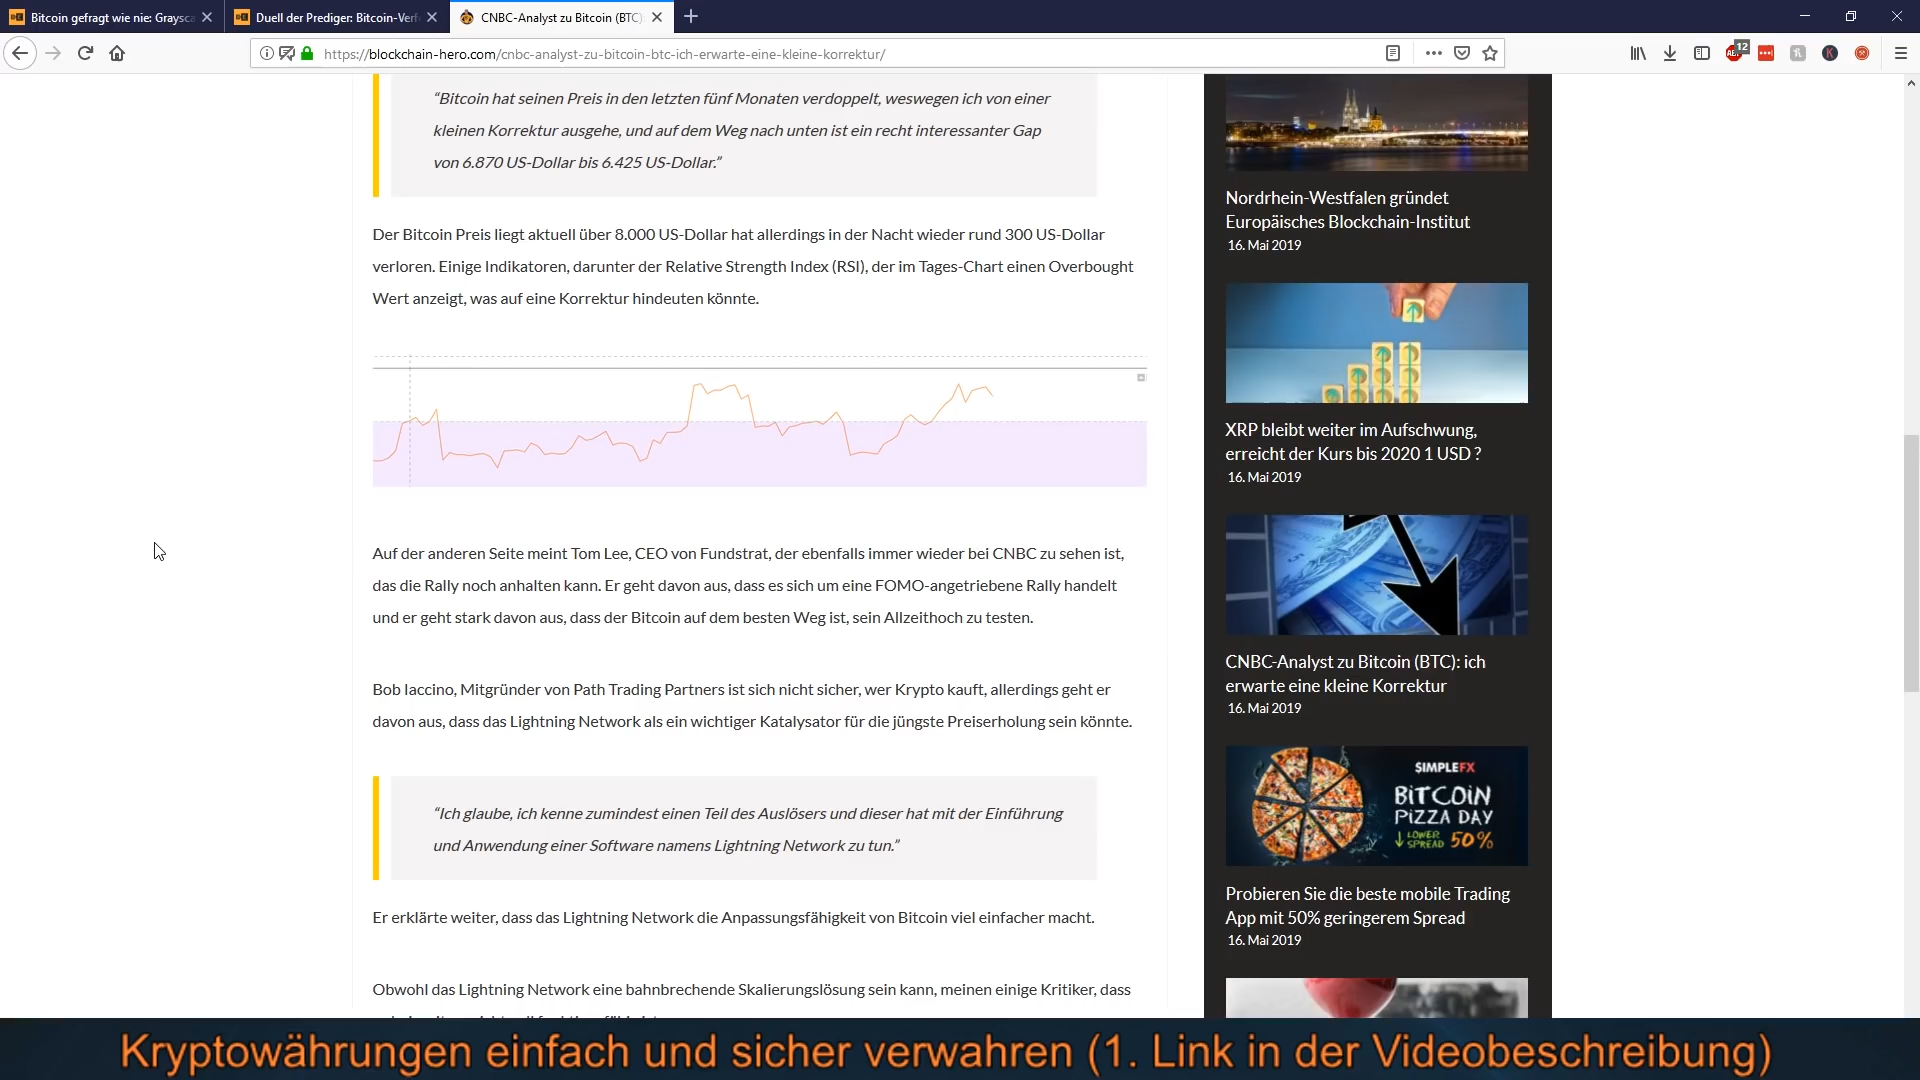 Bitcoin gefragt wie nie: Graysca
Duell der Prediger: Bitcoin-Verf
CNBC-Analyst zu Bitcoin (BTC)
https://blockchain-hero.com/cnbc-analyst-zu-bitcoin-btc-ich-erwarte-eine-kleine-korrektur/
12
“Bitcoin hat seinen Preis in den letzten fünf Monaten verdoppelt, weswegen ich von einer
kleinen Korrektur ausgehe, und auf dem Weg nach unten ist ein recht interessanter Gap
von 6.870 US-Dollar bis 6.425 US-Dollar.”
Der Bitcoin Preis liegt aktuell über 8.000 US-Dollar hat allerdings in der Nacht wieder rund 300 US-Dollar
verloren. Einige Indikatoren, darunter der Relative Strength Index (RSI), der im Tages-Chart einen Overbought
Wert anzeigt, was auf eine Korrektur hindeuten könnte.
Auf der anderen Seite meint Tom Lee, CEO von Fundstrat, der ebenfalls immer wieder bei CNBC zu sehen ist,
das die Rally noch anhalten kann. Er geht davon aus, dass es sich um eine FOMO-angetriebene Rally handelt
und er geht stark davon aus, dass der Bitcoin auf dem besten Weg ist, sein Allzeithoch zu testen.
Bob Iaccino, Mitgründer von Path Trading Partners ist sich nicht sicher, wer Krypto kauft, allerdings geht er
davon aus, dass das Lightning Network als ein wichtiger Katalysator für die jüngste Preiserholung sein könnte.
“Ich glaube, ich kenne zumindest einen Teil des Auslösers und dieser hat mit der Einführung
und Anwendung einer Software namens Lightning Network zu tun.”
Er erklärte weiter, dass das Lightning Network die Anpassungsfähigkeit von Bitcoin viel einfacher macht.
Obwohl das Lightning Network eine bahnbrechende Skalierungslösung sein kann, meinen einige Kritiker, dass
Nordrhein-Westfalen gründet
Europäisches Blockchain-Institut
16. Mai 2019
XRP bleibt weiter im Aufschwung,
erreicht der Kurs bis 2020 1 USD ?
16. Mai 2019
CNBC-Analyst zu Bitcoin (BTC): ich
erwarte eine kleine Korrektur
16. Mai 2019
SIMPLEFX
BITCOIN
PIZZA DAY
LOWER
SPREAD 50%
Probieren Sie die beste mobile Trading
App mit 50% geringerem Spread
16. Mai 2019
Kryptowährungen einfach und sicher verwahren (1. Link in der Videobeschreibung)